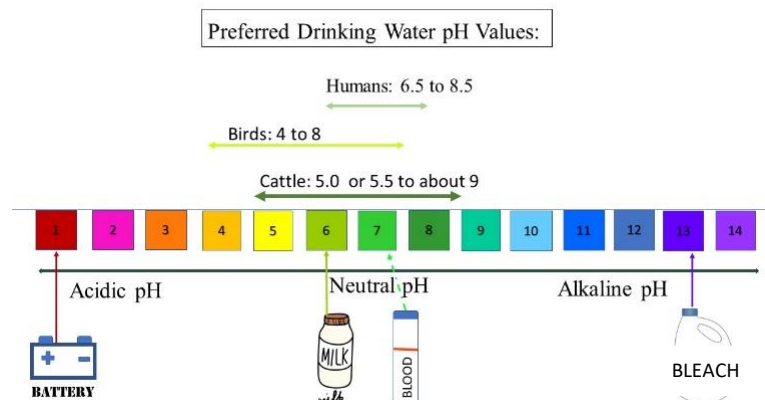 Preferred Drinking Water pH Values:
Humans: 6.5 to 8.5
Birds: 4 to 8
Cattle: 5.0 or 5.5 to about 9
1 2 3 4 5 6 7 8 9 10 11 12 13 14
Acidic pH Neutral pH Alkaline pH
MILK
BLOOD
BLEACH
BATTERY
milk